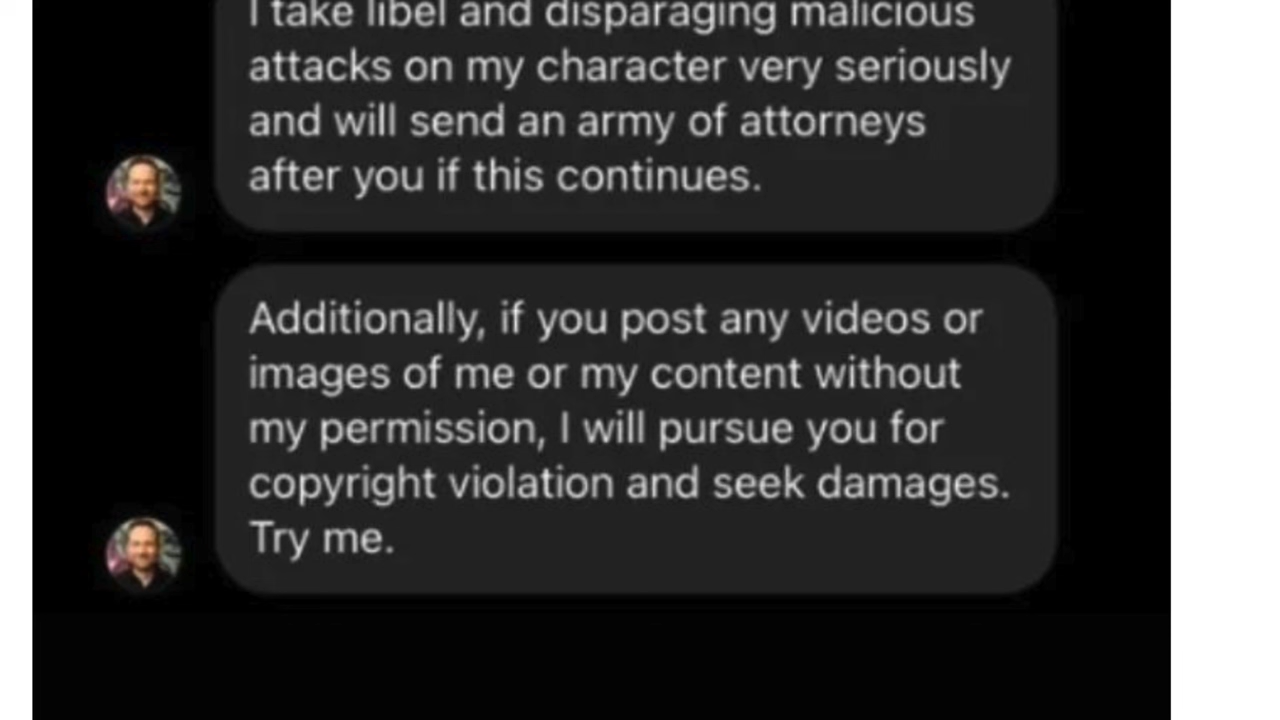 I take libel and disparaging malicious
attacks on my character very seriously
and will send an army of attorneys
after you if this continues.
Additionally, if you post any videos or
images of me or my content without
my permission, I will pursue you for
copyright violation and seek damages.
Try me.